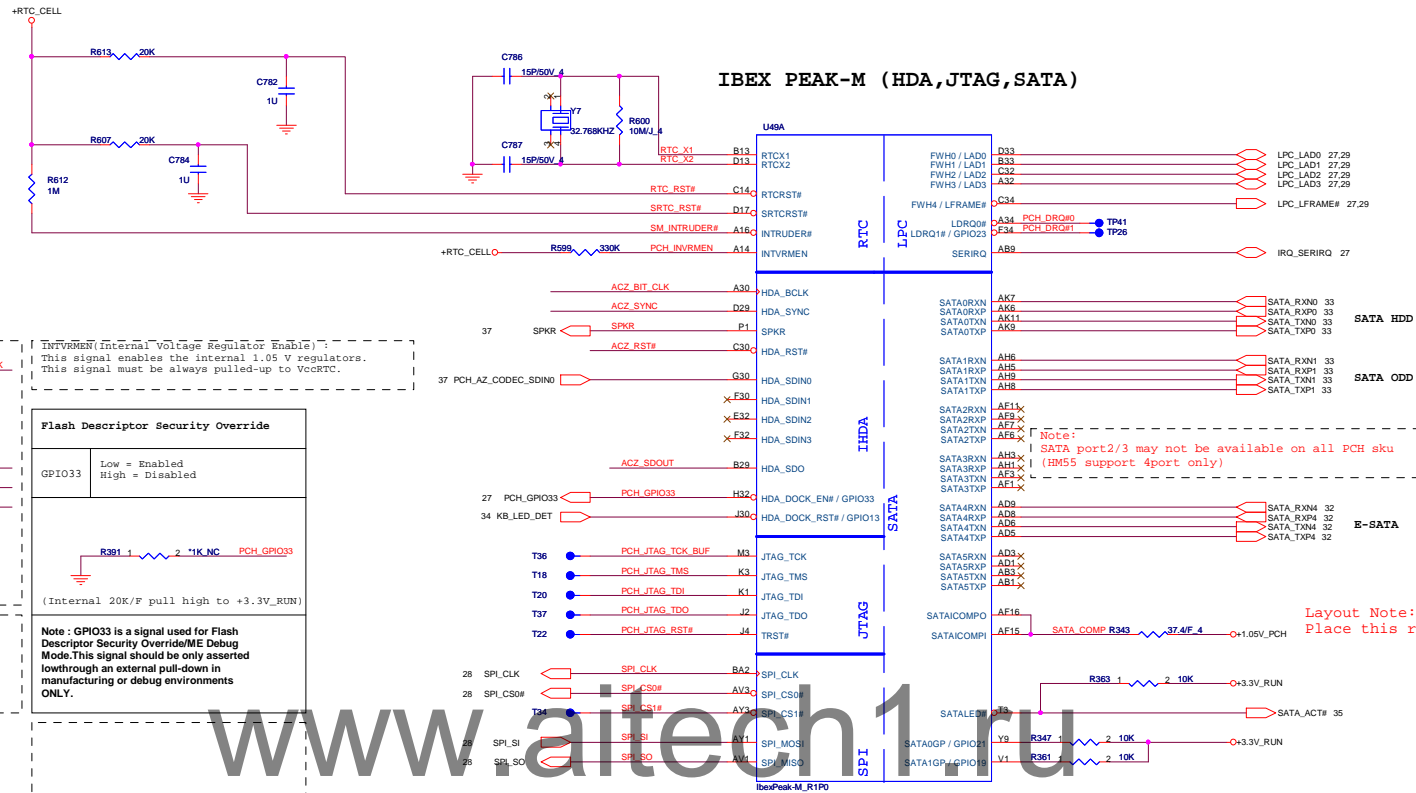 +RTC_CELL
R613 20K
C782
1U
R607 20K
C784
1U
R612
1M
C786
15P/50V_4
Y7
32.768KHZ
2 1
3 4
R600
10M/J_4
C787
15P/50V_4
IBEX PEAK-M (HDA,JTAG,SATA)
U49A
RTC_X1 B13 RTCX1
RTC_X2 D13 RTCX2
RTC_RST# C14 RTCRST#
SRTC_RST# D17 SRTCRST#
SM_INTRUDER# A16 INTRUDER#
+RTC_CELL R599 330K PCH_INVRMEN A14 INTVRMEN
RTC
LPC
FWH0 / LAD0 D33 LPC_LAD0 27,29
FWH1 / LAD1 B33 LPC_LAD1 27,29
FWH2 / LAD2 C32 LPC_LAD2 27,29
FWH3 / LAD3 A32 LPC_LAD3 27,29
FWH4 / LFRAME# C34 LPC_LFRAME# 27,29
LDRQ0# A34 PCH_DRQ#0 TP41
LDRQ1# / GPIO23 F34 PCH_DRQ#1 TP26
SERIRQ AB9 IRQ_SERIRQ 27
ACZ_BIT_CLK A30 HDA_BCLK
ACZ_SYNC D29 HDA_SYNC
37 SPKR SPKR P1 SPKR
ACZ_RST# C30 HDA_RST#
37 PCH_AZ_CODEC_SDIN0 G30 HDA_SDIN0
F30 HDA_SDIN1
E32 HDA_SDIN2
F32 HDA_SDIN3
ACZ_SDOUT B29 HDA_SDO
27 PCH_GPIO33 PCH_GPIO33 H32 HDA_DOCK_EN# / GPIO33
34 KB_LED_DET J30 HDA_DOCK_RST# / GPIO13
IHDA
SATA
SATA0RXN AK7 SATA_RXN0 33
SATA0RXP AK6 SATA_RXP0 33
SATA0TXN AK11 SATA_TXN0 33
SATA0TXP AK9 SATA_TXP0 33
SATA HDD
SATA1RXN AH6 SATA_RXN1 33
SATA1RXP AH5 SATA_RXP1 33
SATA1TXN AH9 SATA_TXN1 33
SATA1TXP AH8 SATA_TXP1 33
SATA ODD
SATA2RXN AF11
SATA2RXP AF9
SATA2TXN AF7
SATA2TXP AF6
SATA3RXN AH3
SATA3RXP AH1
SATA3TXN AF3
SATA3TXP AF1
Note:
SATA port2/3 may not be available on all PCH sku
(HM55 support 4port only)
SATA4RXN AD9 SATA_RXN4 32
SATA4RXP AD8 SATA_RXP4 32
SATA4TXN AD6 SATA_TXN4 32
SATA4TXP AD5 SATA_TXP4 32
E-SATA
SATA5RXN AD3
SATA5RXP AD1
SATA5TXN AB3
SATA5TXP AB1
SATAICOMPO AF16
SATAICOMPI AF15 SATA_COMP R343 37.4/F_4 +1.05V_PCH
Layout Note:
Place this r
T36 PCH_JTAG_TCK_BUF M3 JTAG_TCK
T18 PCH_JTAG_TMS K3 JTAG_TMS
T20 PCH_JTAG_TDI K1 JTAG_TDI
T37 PCH_JTAG_TDO J2 JTAG_TDO
T22 PCH_JTAG_RST# J4 TRST#
JTAG
28 SPI_CLK SPI_CLK BA2 SPI_CLK
28 SPI_CS0# SPI_CS0# AV3 SPI_CS0#
T34 SPI_CS1# AY3 SPI_CS1#
28 SPI_SI SPI_SI AY1 SPI_MOSI
28 SPI_SO SPI_SO AV1 SPI_MISO
SPI
R363 1 2 10K +3.3V_RUN
SATALED# T3 SATA_ACT# 35
SATA0GP / GPIO21 Y9 R347 1 2 10K +3.3V_RUN
SATA1GP / GPIO19 V1 R361 1 2 10K
IbexPeak-M_R1P0
INTVRMEN(Internal Voltage Regulator Enable) :
This signal enables the internal 1.05 V regulators.
This signal must be always pulled-up to VccRTC.
Flash Descriptor Security Override
GPIO33
Low = Enabled
High = Disabled
R391 1 2 *1K_NC PCH_GPIO33
(Internal 20K/F pull high to +3.3V_RUN)
Note : GPIO33 is a signal used for Flash
Descriptor Security Override/ME Debug
Mode.This signal should be only asserted
lowthrough an external pull-down in
manufacturing or debug environments
ONLY.
www.aitech1.ru